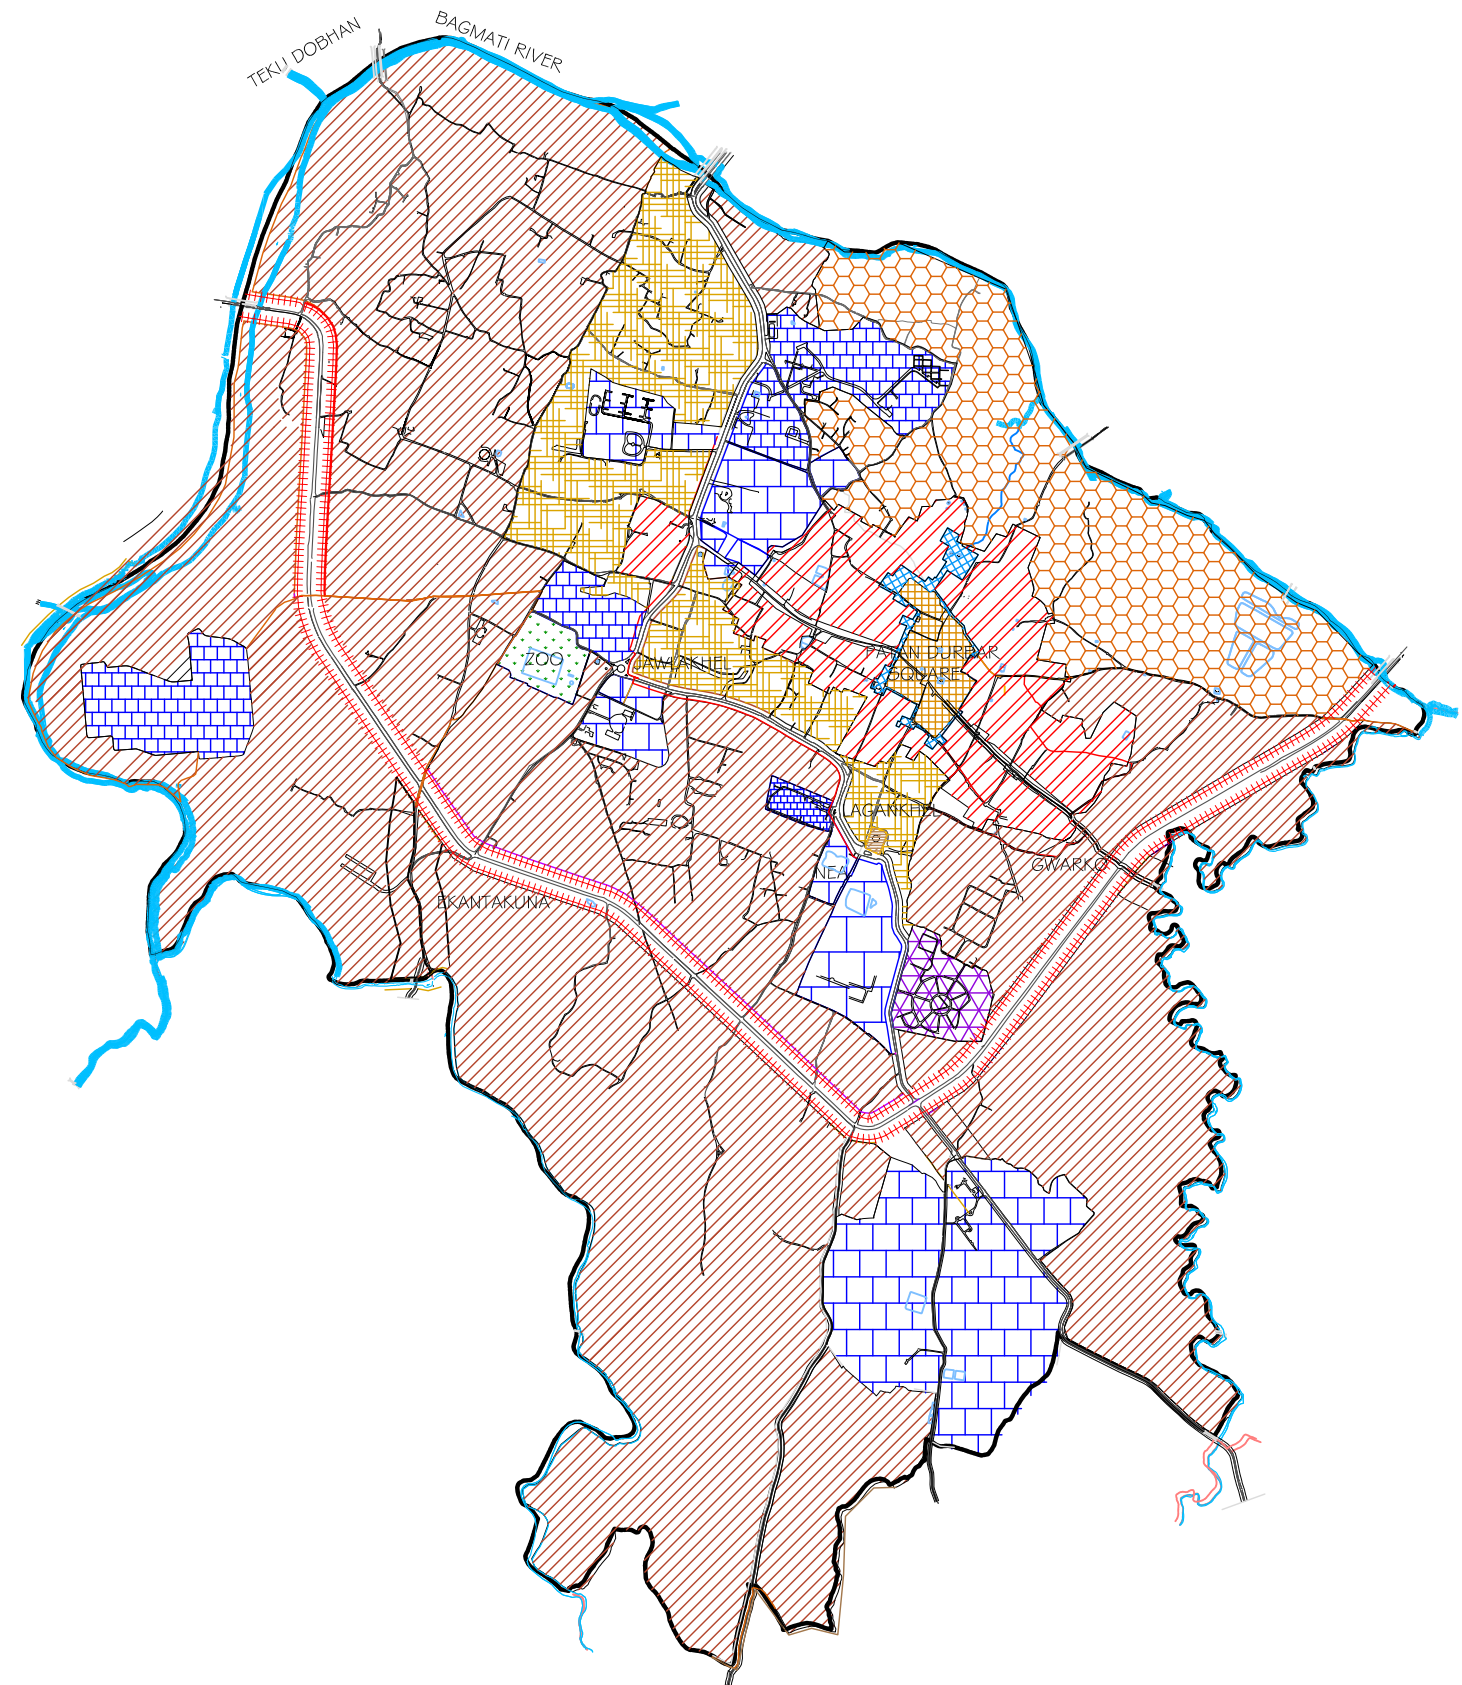 TEKU DOBHAN
BAGMATI RIVER
ZOO
JAWLAKHEL
PATAN DURBAR
SQUARE
LAGANKHEL
NEA
GWARKO
EKANTAKUNA